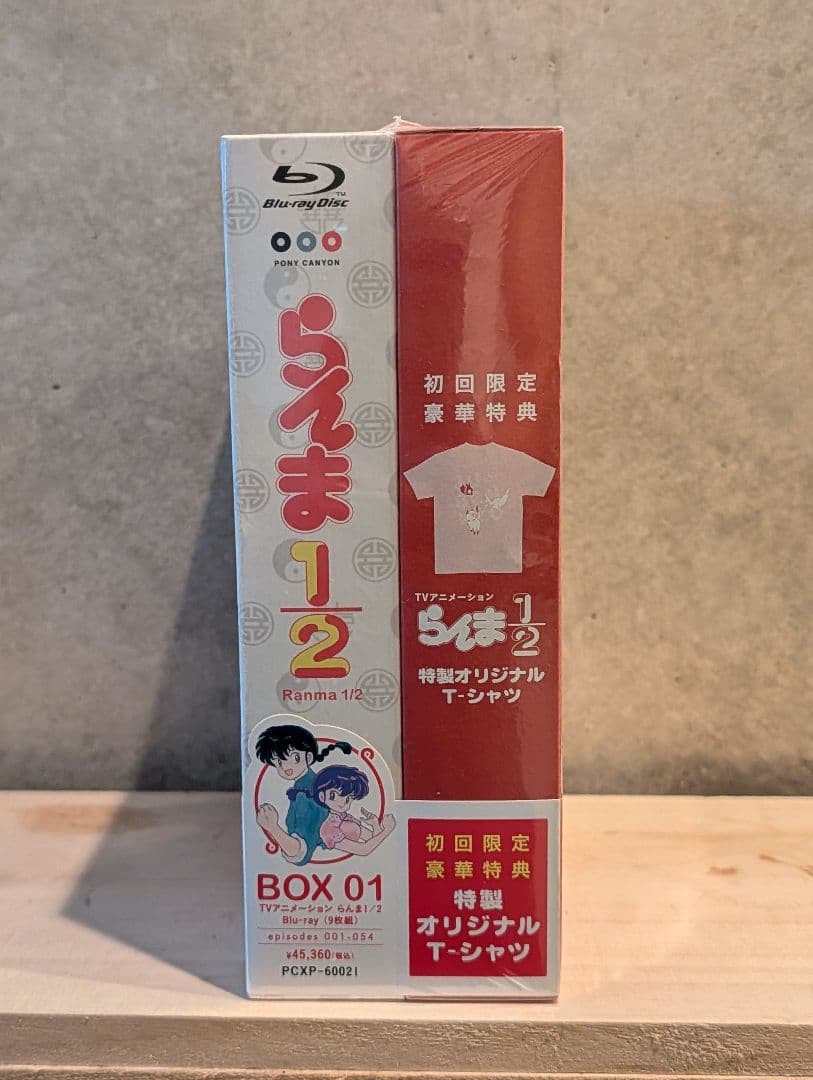 Blu-ray Disc™
PONY CANYON
らんま
1/2
Ranma 1/2
BOX 01
TVアニメーション らんま1/2
Blu-ray (9枚組)
episodes 001-054
¥45,360(税込)
PCXP-60021
初回限定
豪華特典
TVアニメーション
らんま1/2
特製オリジナル
T-シャツ
初回限定
豪華特典
特製
オリジナル
T-シャツ